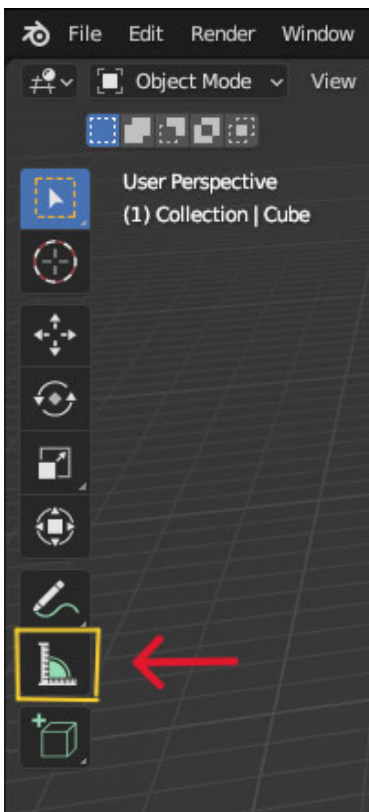 File Edit Render Window
Object Mode View
User Perspective
(1) Collection | Cube